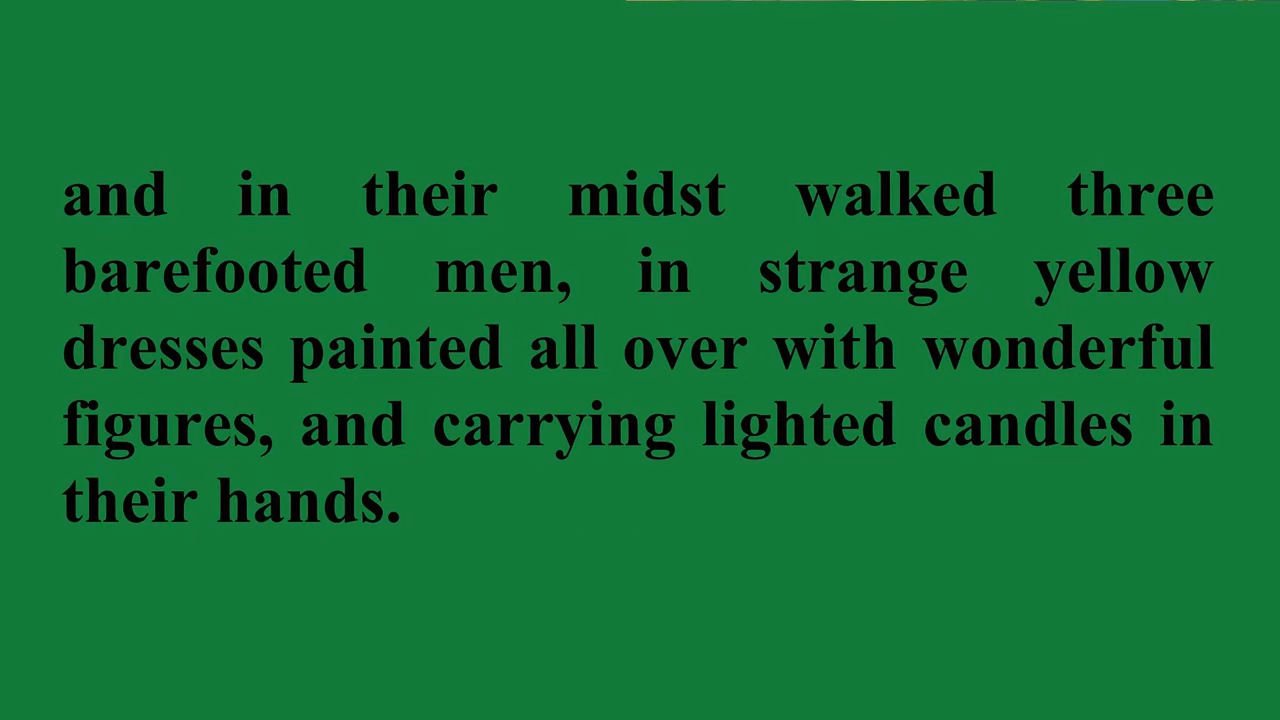 and in their midst walked three
barefooted men, in strange yellow
dresses painted all over with wonderful
figures, and carrying lighted candles in
their hands.